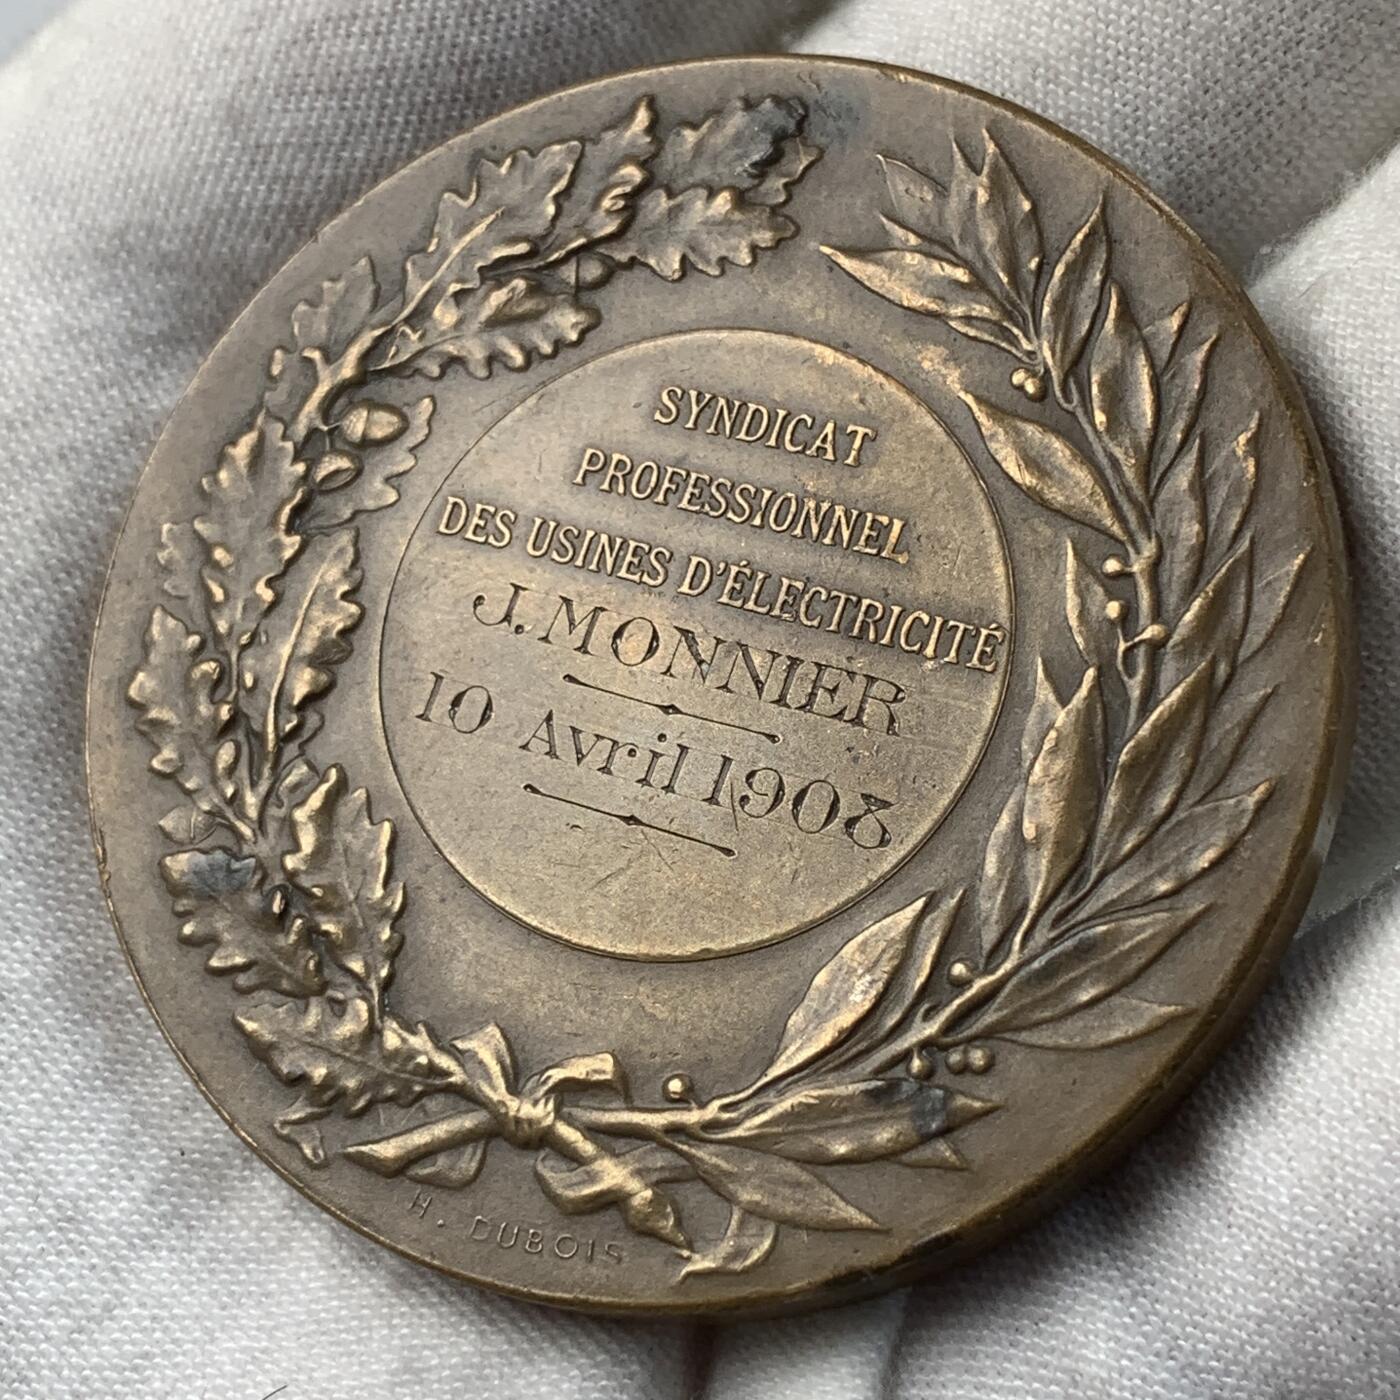 SYNDICAT
PROFESSIONNEL
DES USINES D'ÉLECTRICITÉ
J. MONNIER
10 Avril 1908
H. DUBOIS